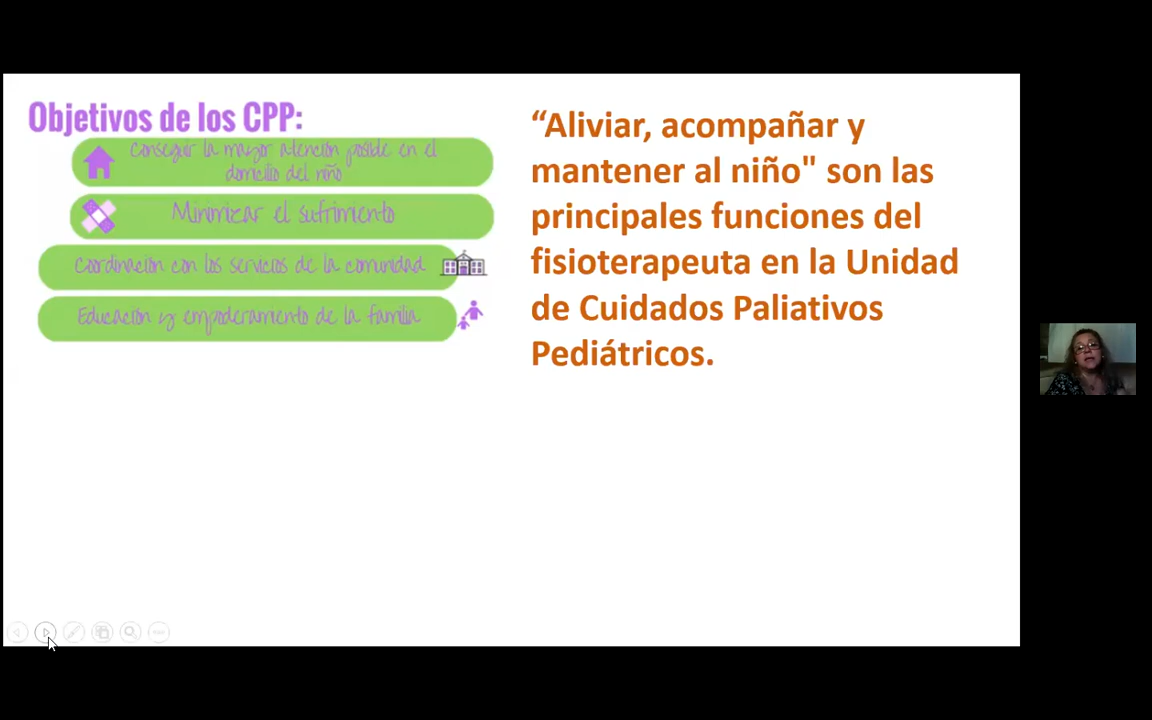 Objetivos de los CPP:
Conseguir la mayor atención posible en el
domicilio del niño
Minimizar el sufrimiento
Coordinación con los servicios de la comunidad
Educación y empoderamiento de la familia
“Aliviar, acompañar y
mantener al niño" son las
principales funciones del
fisioterapeuta en la Unidad
de Cuidados Paliativos
Pediátricos.